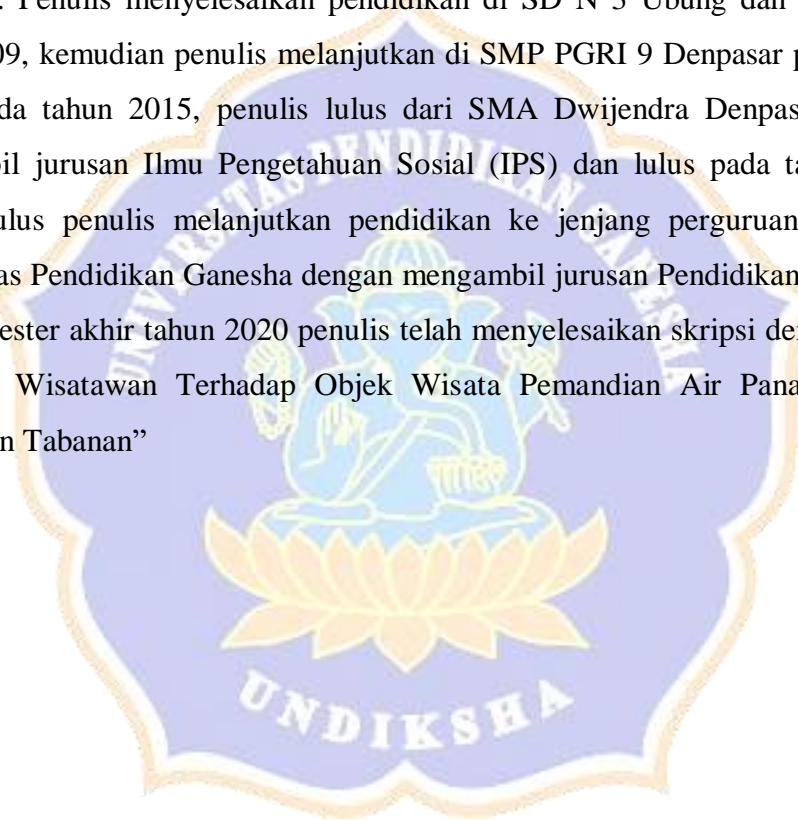 . Penulis menyelesaikan pendidikan di SD N 3 Ubung dan
09, kemudian penulis melanjutkan di SMP PGRI 9 Denpasar p
da tahun 2015, penulis lulus dari SMA Dwijendra Denpas
il jurusan Ilmu Pengetahuan Sosial (IPS) dan lulus pada ta
ulus penulis melanjutkan pendidikan ke jenjang perguruan
as Pendidikan Ganesha dengan mengambil jurusan Pendidikan
ester akhir tahun 2020 penulis telah menyelesaikan skripsi de
Wisatawan Terhadap Objek Wisata Pemandian Air Pana
n Tabanan”
UNIVERSITAS PENDIDIKAN GANESHA
UNDIKSHA